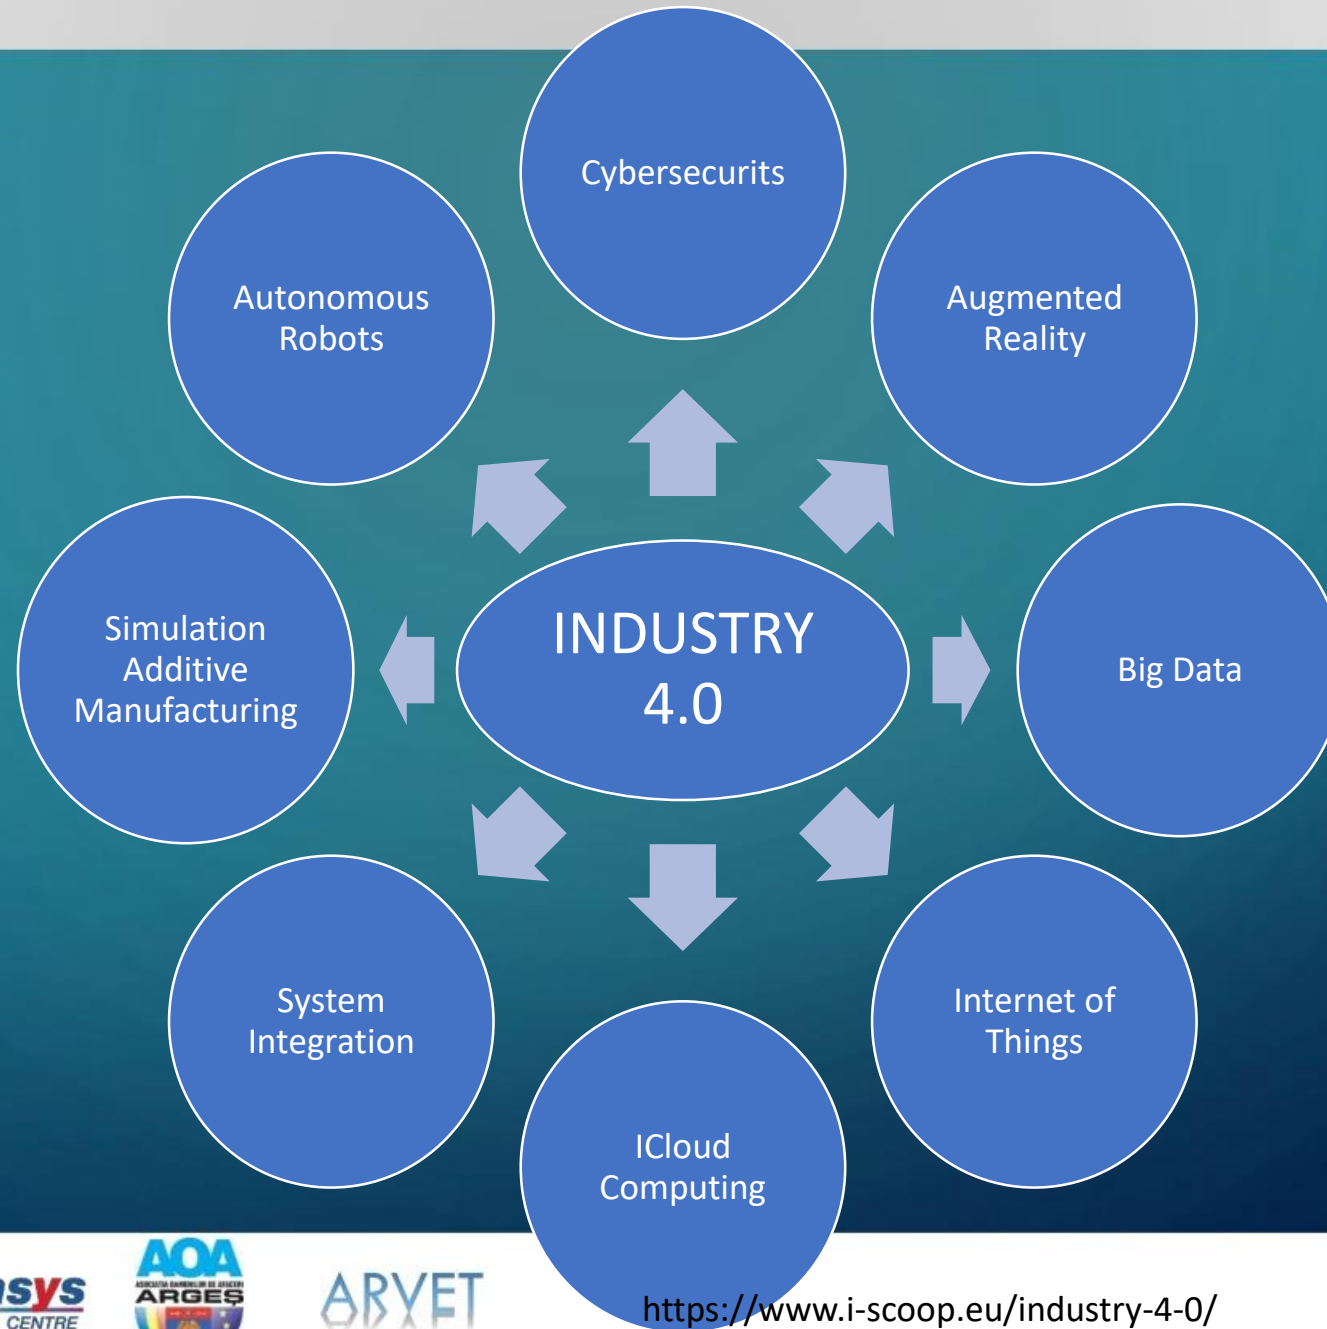 Cybersecurits
Autonomous
Robots
Augmented
Reality
Simulation
Additive
Manufacturing
INDUSTRY
4.0
Big Data
System
Integration
Internet of
Things
ICloud
Computing
CENTRE
AOA
ARGEȘ
ARVET
https://www.i-scoop.eu/industry-4-0/